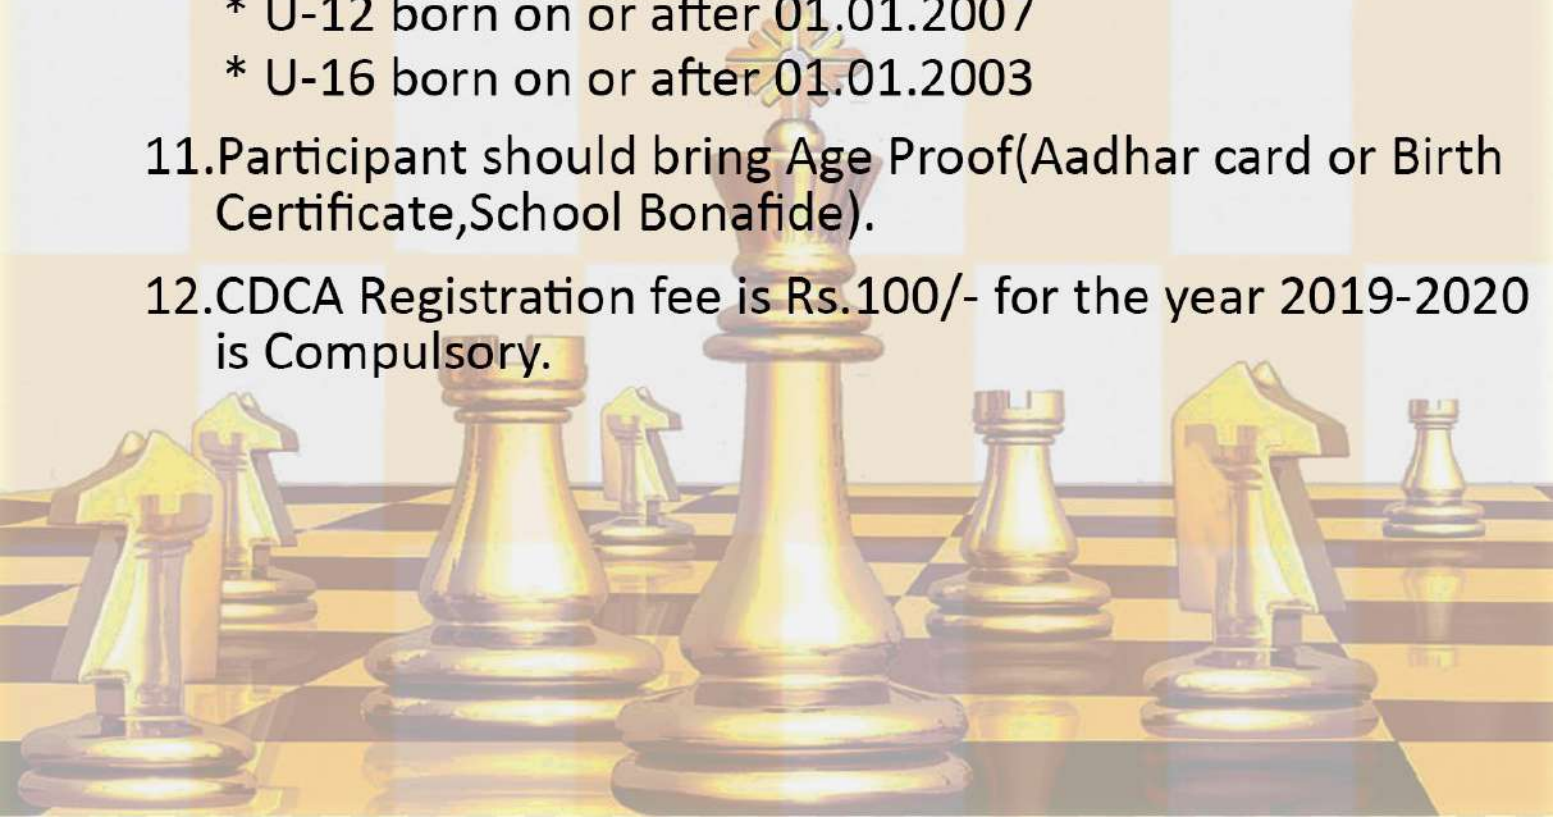 * U-12 born on or after 01.01.2007
* U-16 born on or after 01.01.2003
11.Participant should bring Age Proof(Aadhar card or Birth
Certificate,School Bonafide).
12.CDCA Registration fee is Rs.100/- for the year 2019-2020
is Compulsory.